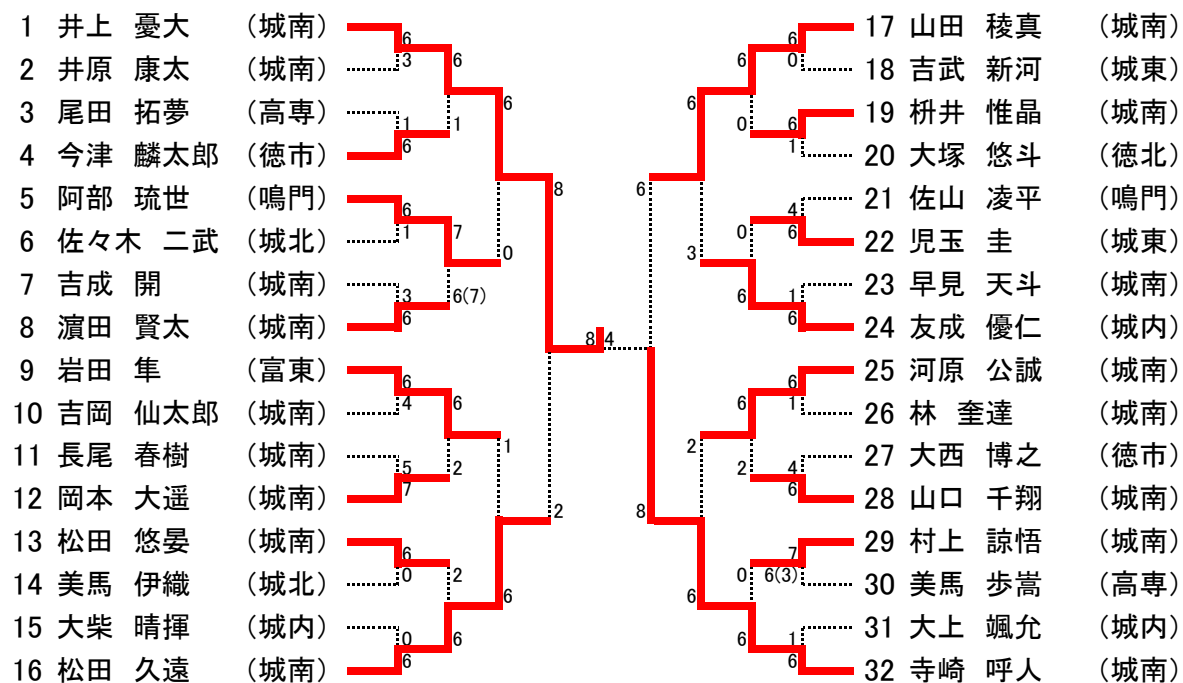 1 井上 憂大 （城南）
2 井原 康太 （城南）
3 尾田 拓夢 （高専）
4 今津 麟太郎 （徳市）
5 阿部 琉世 （鳴門）
6 佐々木 二武 （城北）
7 吉成 開 （城南）
8 濵田 賢太 （城南）
9 岩田 隼 （富東）
10 吉岡 仙太郎 （城南）
11 長尾 春樹 （城南）
12 岡本 大遥 （城南）
13 松田 悠晏 （城南）
14 美馬 伊織 （城北）
15 大柴 晴揮 （城内）
16 松田 久遠 （城南）
6
3
1
6
6
1
3
6
6
4
5
7
6
0
0
6
6
1
7
6(7)
6
2
2
6
6
0
1
6
8
2
8 4
6
8
6
3
2
6
6
0
0
6
6
2
0
6
6
0
6
1
4
6
1
6
6
1
4
6
7
6(3)
1
6
17 山田 稜真 （城南）
18 吉武 新河 （城東）
19 枡井 惟晶 （城南）
20 大塚 悠斗 （徳北）
21 佐山 凌平 （鳴門）
22 児玉 圭 （城東）
23 早見 天斗 （城南）
24 友成 優仁 （城内）
25 河原 公誠 （城南）
26 林 奎達 （城南）
27 大西 博之 （徳市）
28 山口 千翔 （城南）
29 村上 諒悟 （城南）
30 美馬 歩嵩 （高専）
31 大上 颯允 （城内）
32 寺崎 呼人 （城南）